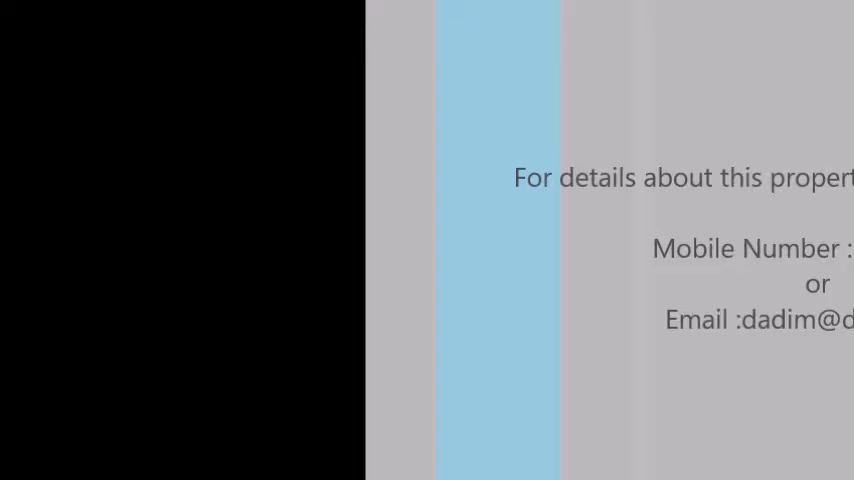 For details about this propert
Mobile Number :
or
Email :dadim@d